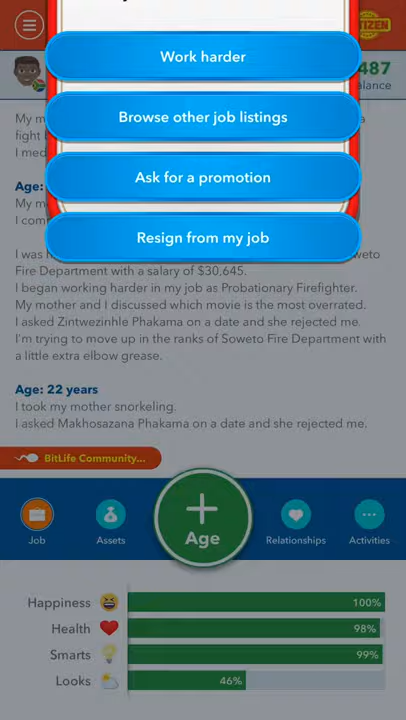 Work harder
IZEN
Browse other job listings
487
alance
Ask for a promotion
My m
fight b
I med
Age:
My m
I com
Resign from my job
I was h
weto
Fire Department with a salary of $30,645.
I began working harder in my job as Probationary Firefighter.
My mother and I discussed which movie is the most overrated.
I asked Zintwezinhle Phakama on a date and she rejected me.
I'm trying to move up in the ranks of Soweto Fire Department with
a little extra elbow grease.
Age: 22 years
I took my mother snorkeling.
I asked Makhosazana Phakama on a date and she rejected me.
BitLife Community...
Job
Assets
Age
Relationships
Activities
Happiness 100%
Health 98%
Smarts 99%
Looks 46%